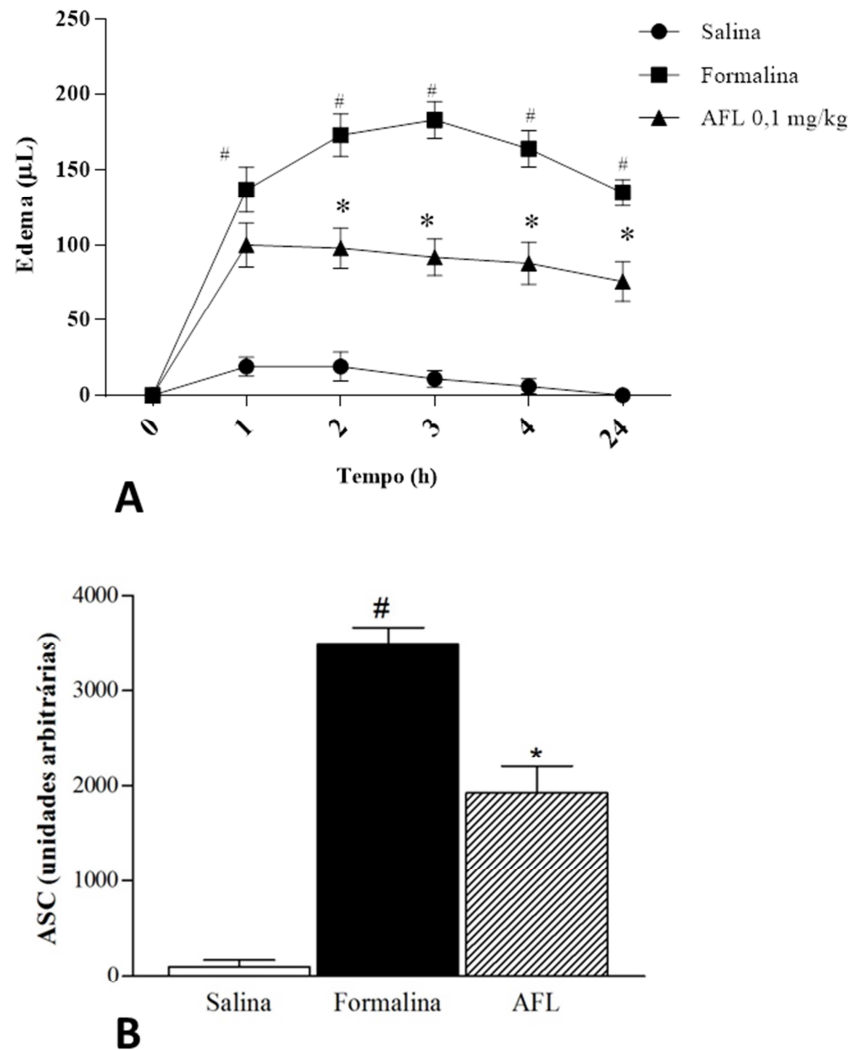 250
200
150
100
50
0
Edema (µL)
Salina
Formalina
AFL 0,1 mg/kg
# # # # #
* * * *
0 1 2 3 4 24
Tempo (h)
A
4000
3000
2000
1000
0
ASC (unidades arbitrárias)
#
*
Salina Formalina AFL
B